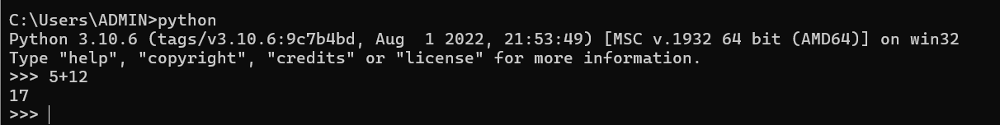 C:\Users\ADMIN>python
Python 3.10.6 (tags/v3.10.6:9c7b4bd, Aug  1 2022, 21:53:49) [MSC v.1932 64 bit (AMD64)] on win32
Type "help", "copyright", "credits" or "license" for more information.
>>> 5+12
17
>>>